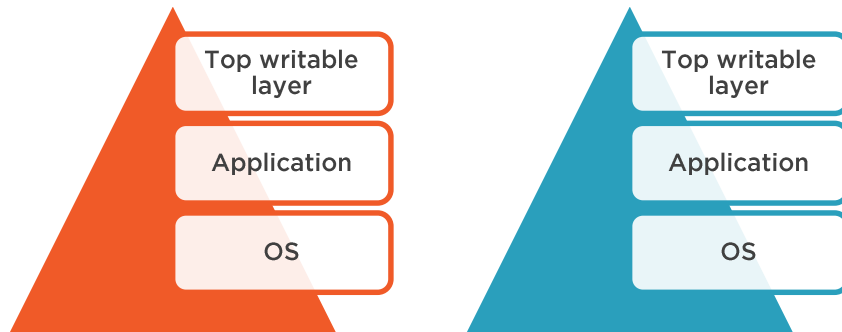 Top writable
layer
Application
OS
Top writable
layer
Application
OS